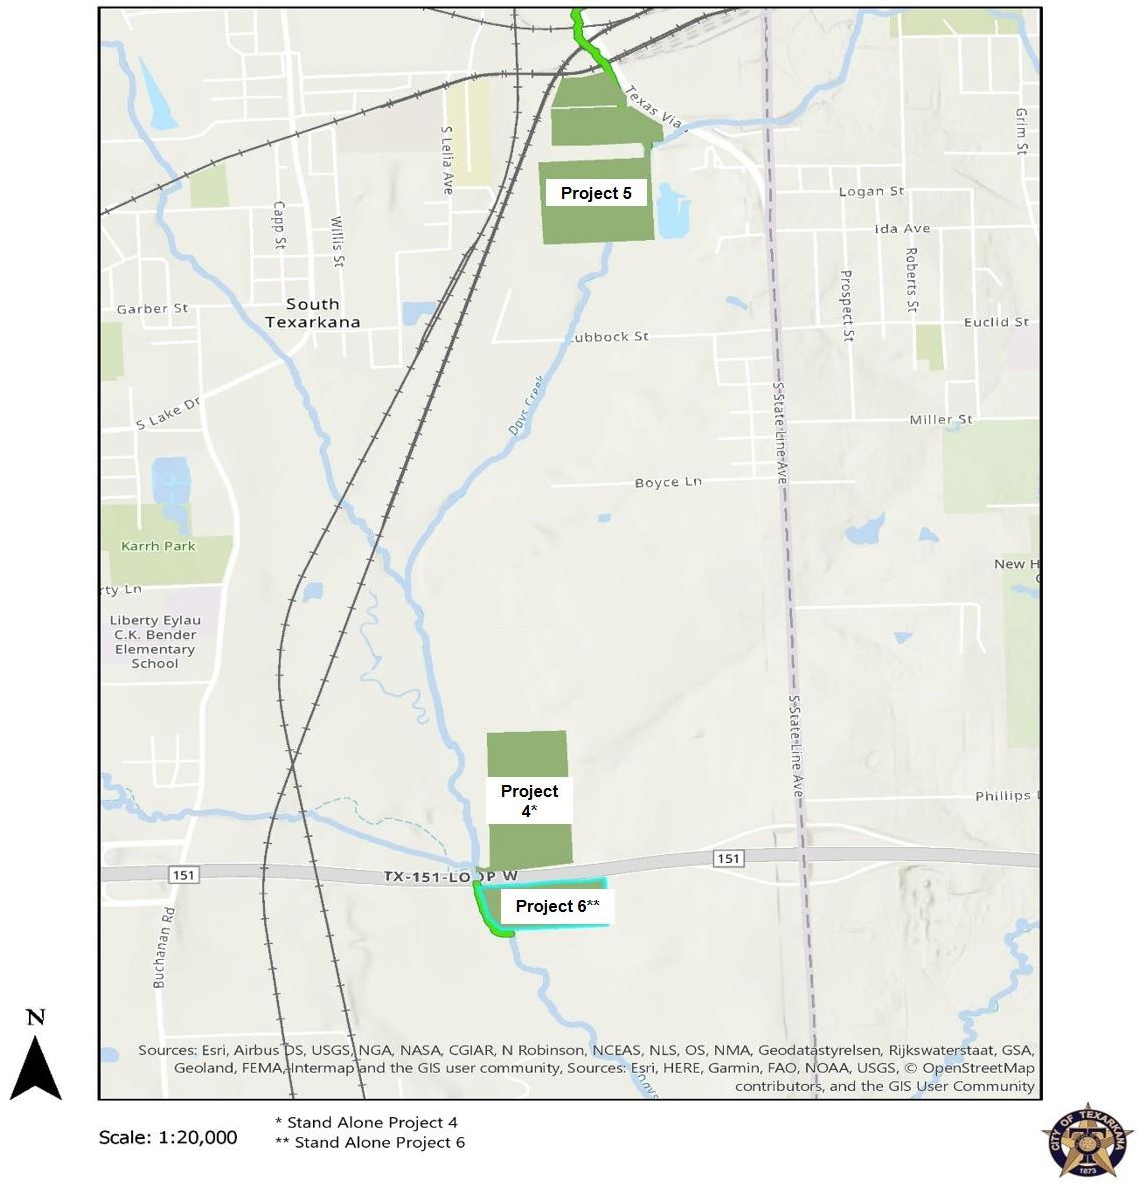 Texas Via
Grim St
S Lelia Ave
Project 5
Logan St
Capp St
Willis St
Ida Ave
Roberts St
Prospect St
Garber St
South
Texarkana
Euclid St
Lubbock St
Days Creek
S Lake Dr
S State Line Ave
Miller St
Boyce Ln
Karrh Park
New H
rty Ln
Liberty Eylau
C.K. Bender
Elementary
School
S State Line Ave
Project
4*
Phillips L
151
151
TX-151-LOOP W
Project 6**
Buchanan Rd
N
Sources: Esri, Airbus DS, USGS, NGA, NASA, CGIAR, N Robinson, NCEAS, NLS, OS, NMA, Geodatastyrelsen, Rijkswaterstaat, GSA,
Geoland, FEMA, Intermap and the GIS user community, Sources: Esri, HERE, Garmin, FAO, NOAA, USGS, © OpenStreetMap
contributors, and the GIS User Community
Scale: 1:20,000
* Stand Alone Project 4
** Stand Alone Project 6
CITY OF TEXARKANA
1873